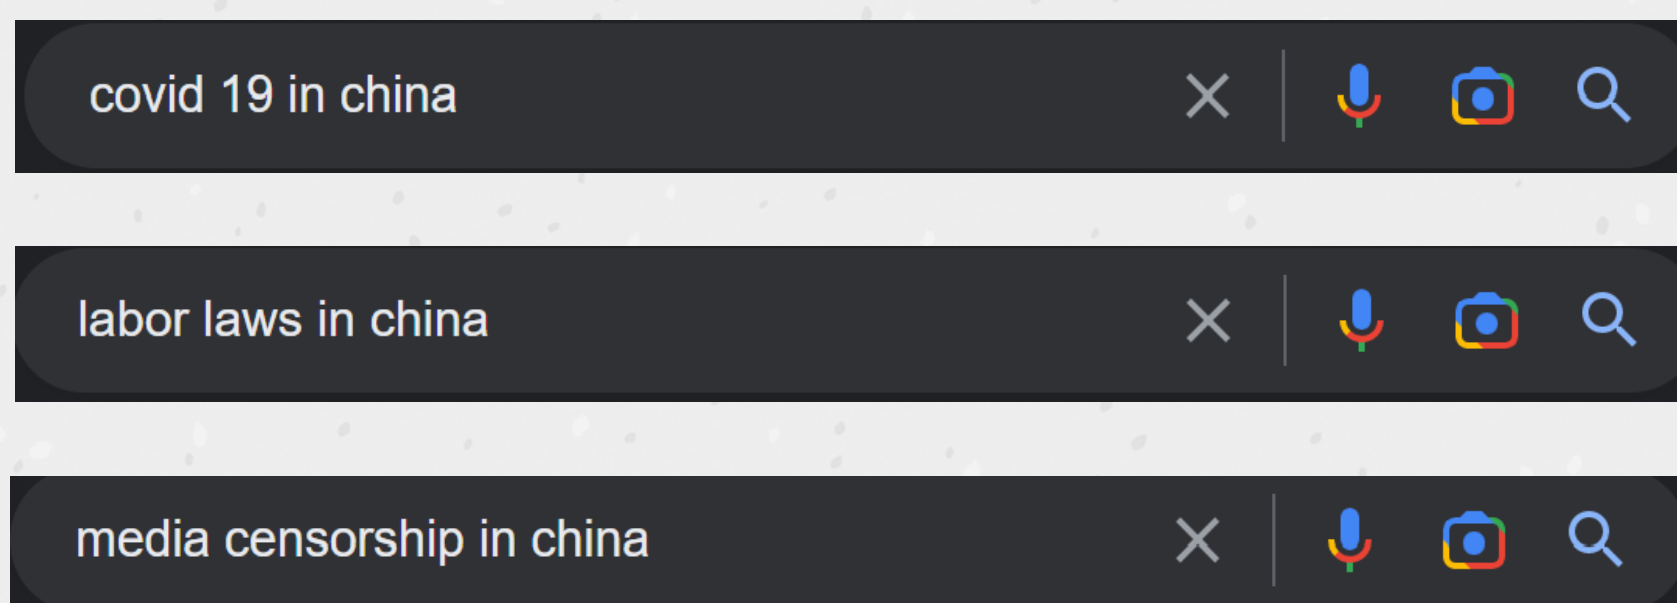 covid 19 in china
labor laws in china
media censorship in china